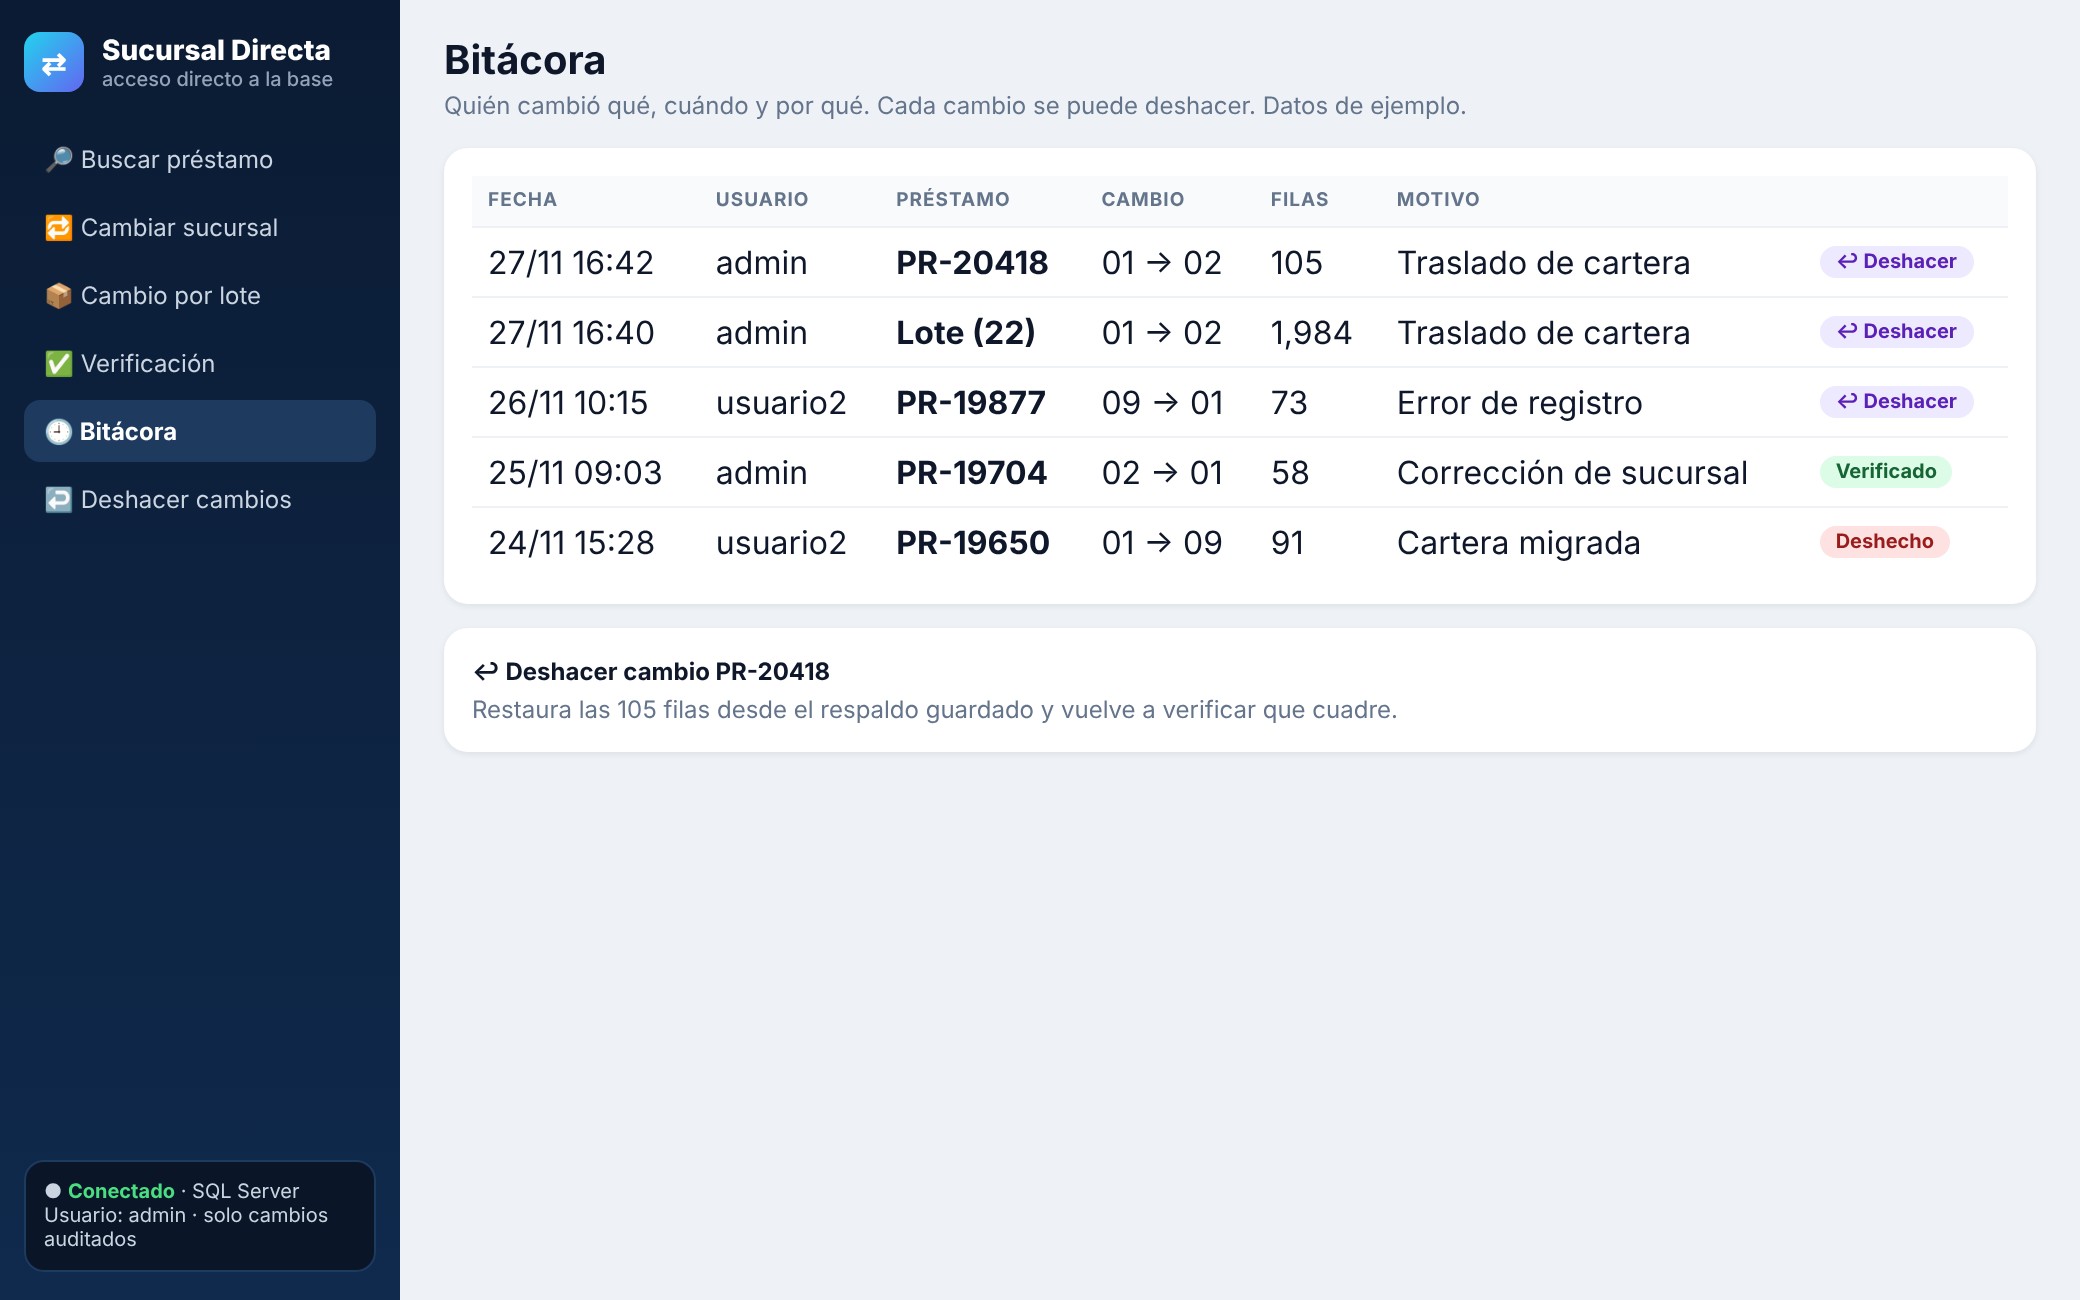 Sucursal Directa
acceso directo a la base
🔎 Buscar préstamo
🔁 Cambiar sucursal
📦 Cambio por lote
✅ Verificación
🕘 Bitácora
↩️ Deshacer cambios
● Conectado · SQL Server
Usuario: admin · solo cambios
auditados
Bitácora
Quién cambió qué, cuándo y por qué. Cada cambio se puede deshacer. Datos de ejemplo.
FECHA USUARIO PRÉSTAMO CAMBIO FILAS MOTIVO
27/11 16:42 admin PR-20418 01 → 02 105 Traslado de cartera ↩ Deshacer
27/11 16:40 admin Lote (22) 01 → 02 1,984 Traslado de cartera ↩ Deshacer
26/11 10:15 usuario2 PR-19877 09 → 01 73 Error de registro ↩ Deshacer
25/11 09:03 admin PR-19704 02 → 01 58 Corrección de sucursal Verificado
24/11 15:28 usuario2 PR-19650 01 → 09 91 Cartera migrada Deshecho
↩ Deshacer cambio PR-20418
Restaura las 105 filas desde el respaldo guardado y vuelve a verificar que cuadre.